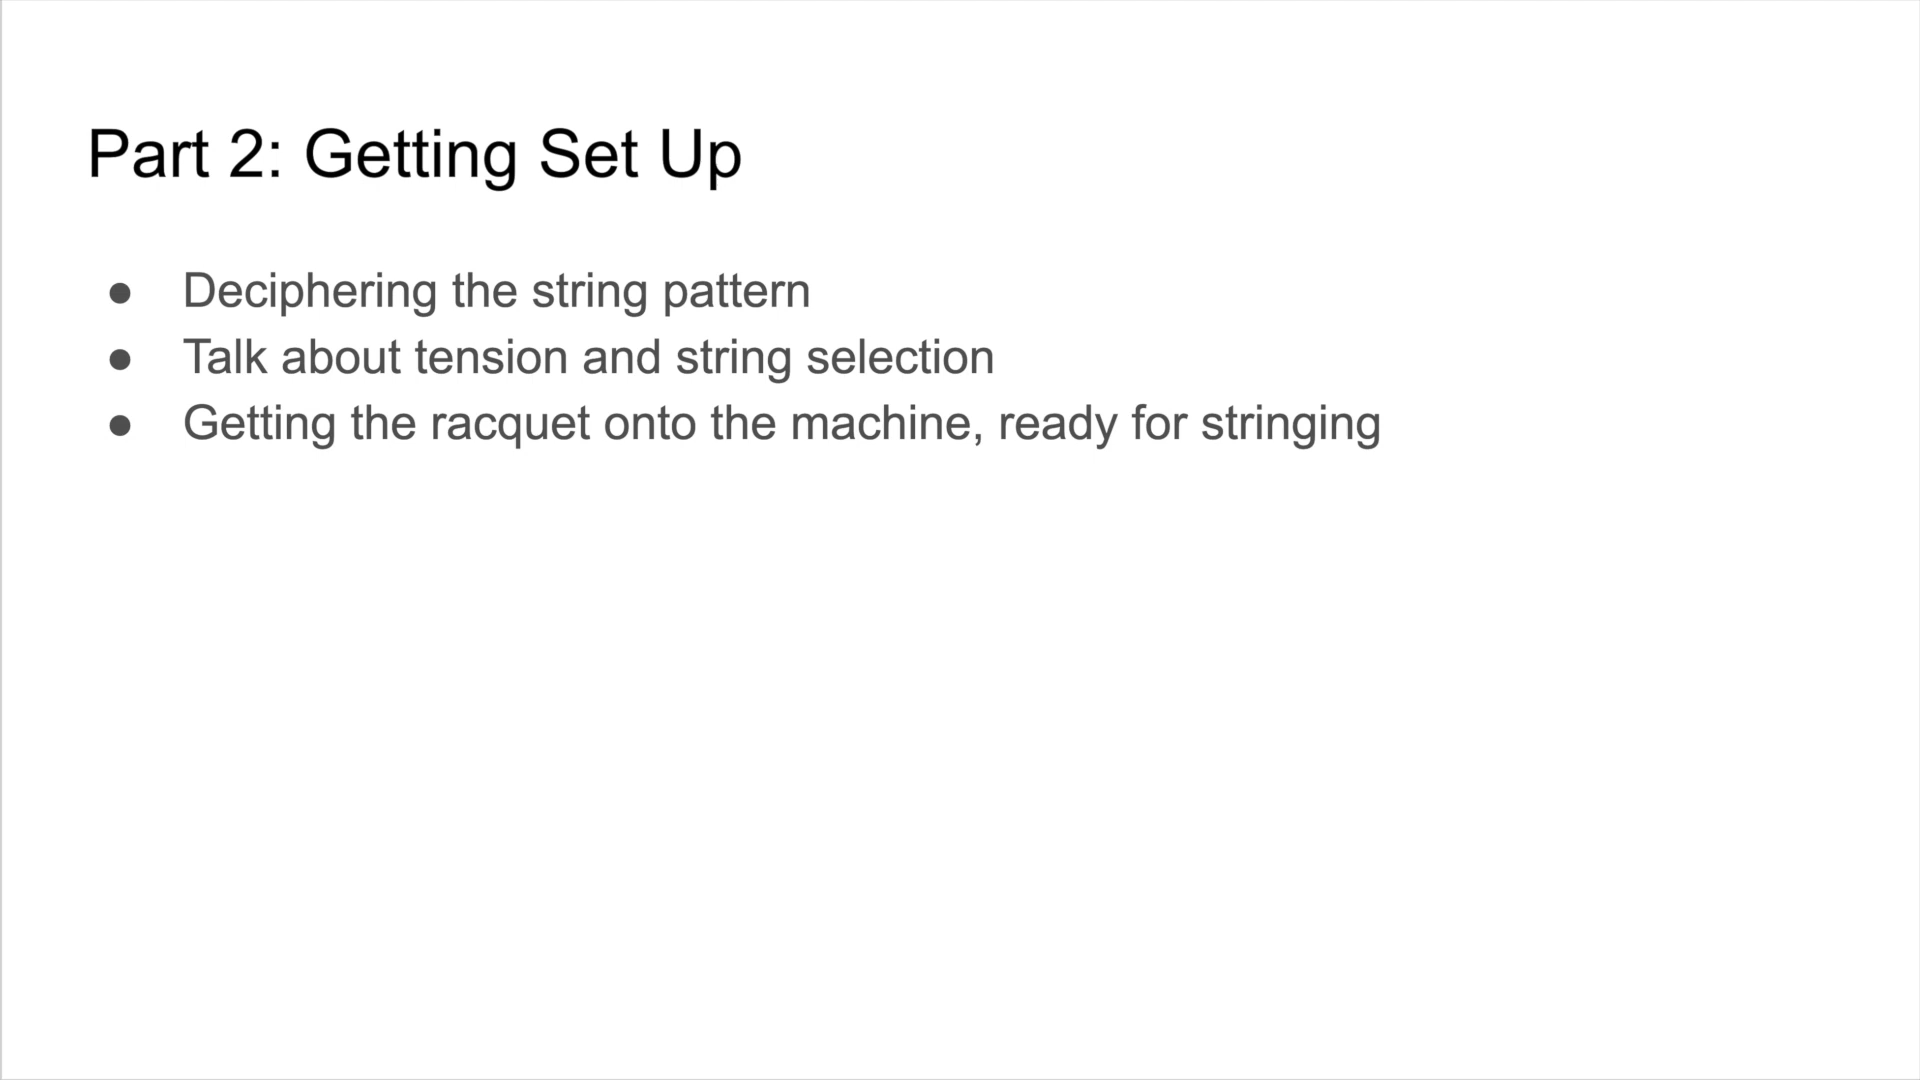 Part 2: Getting Set Up
● Deciphering the string pattern
● Talk about tension and string selection
● Getting the racquet onto the machine, ready for stringing